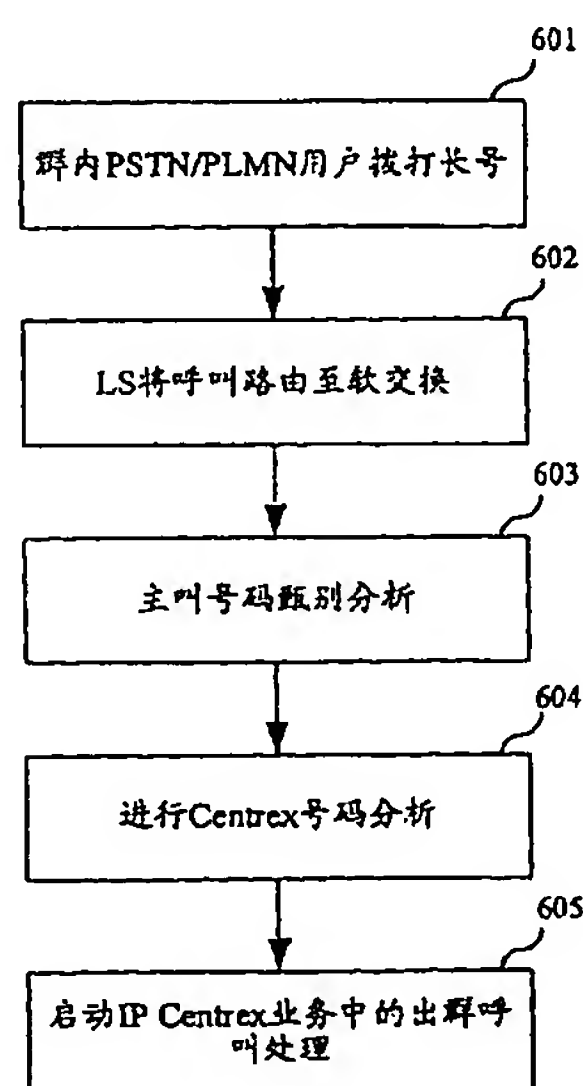 601
群内PSTN/PLMN用户拨打长号
602
LS将呼叫路由至软交换
603
主叫号码甄别分析
604
进行Centrex号码分析
605
启动IP Centrex业务中的出群呼
叫处理